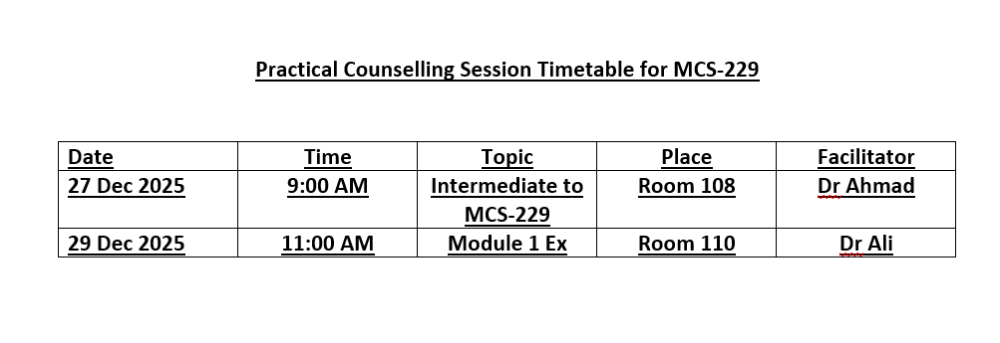 Practical Counselling Session Timetable for MCS-229
Date Time Topic Place Facilitator
27 Dec 2025 9:00 AM Intermediate to Room 108 Dr Ahmad
MCS-229
29 Dec 2025 11:00 AM Module 1 Ex Room 110 Dr Ali